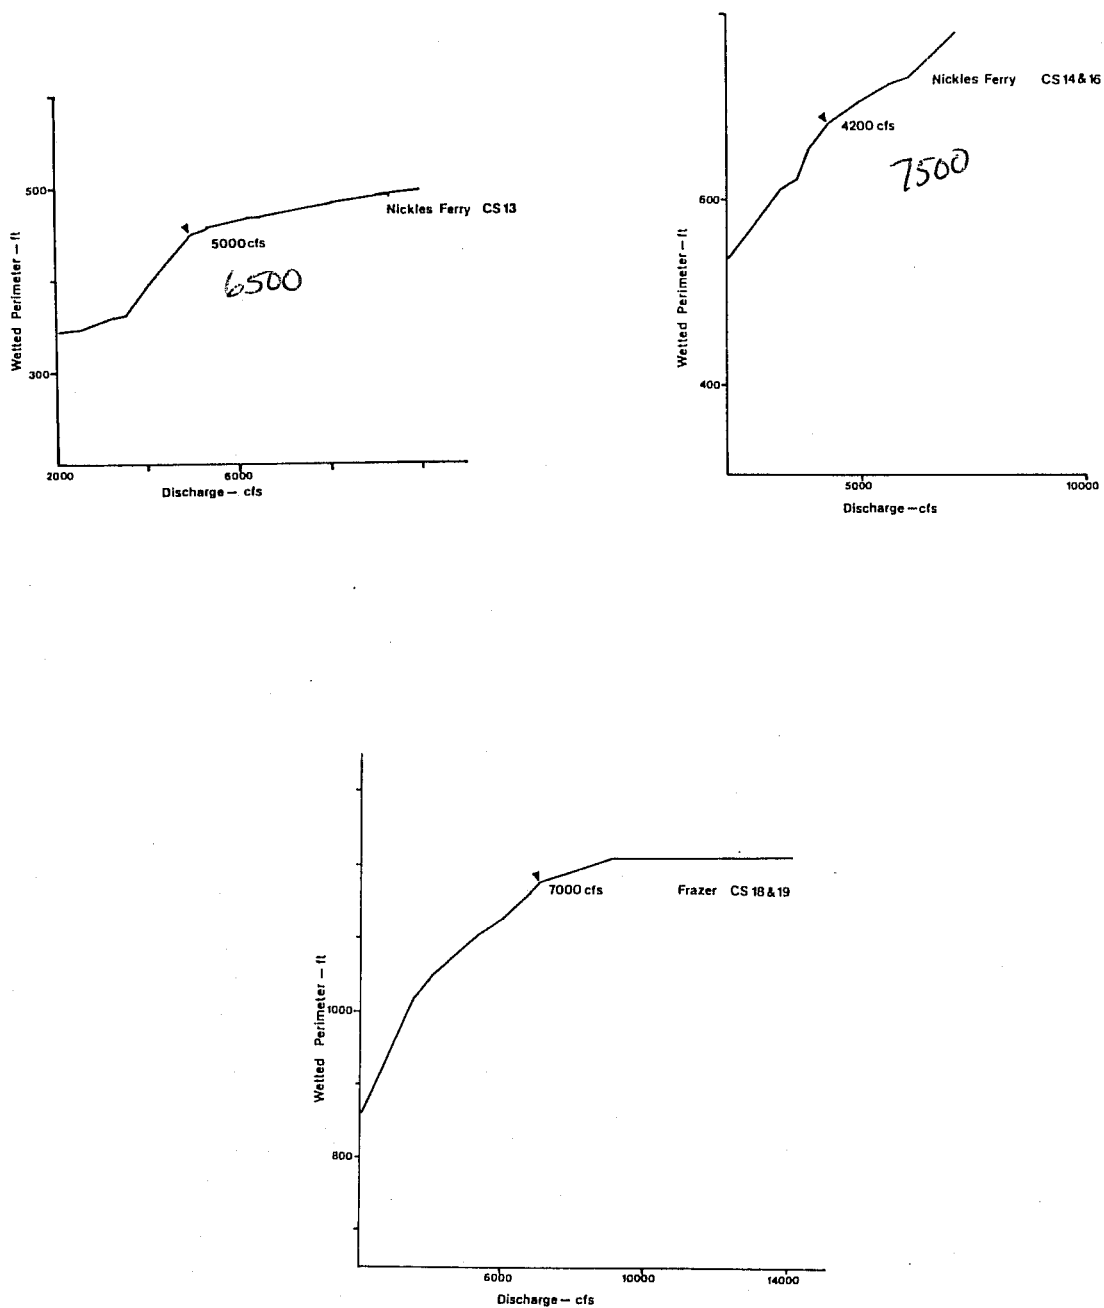 500
300
Wetted Perimeter — ft
Nickles Ferry CS 13
5000 cfs
6500
2000
6000
Discharge — cfs
600
400
Wetted Perimeter — ft
Nickles Ferry CS 14 & 16
4200 cfs
7500
5000
10000
Discharge — cfs
1000
800
Wetted Perimeter — ft
7000 cfs
Frazer CS 18 & 19
6000
10000
14000
Discharge — cfs